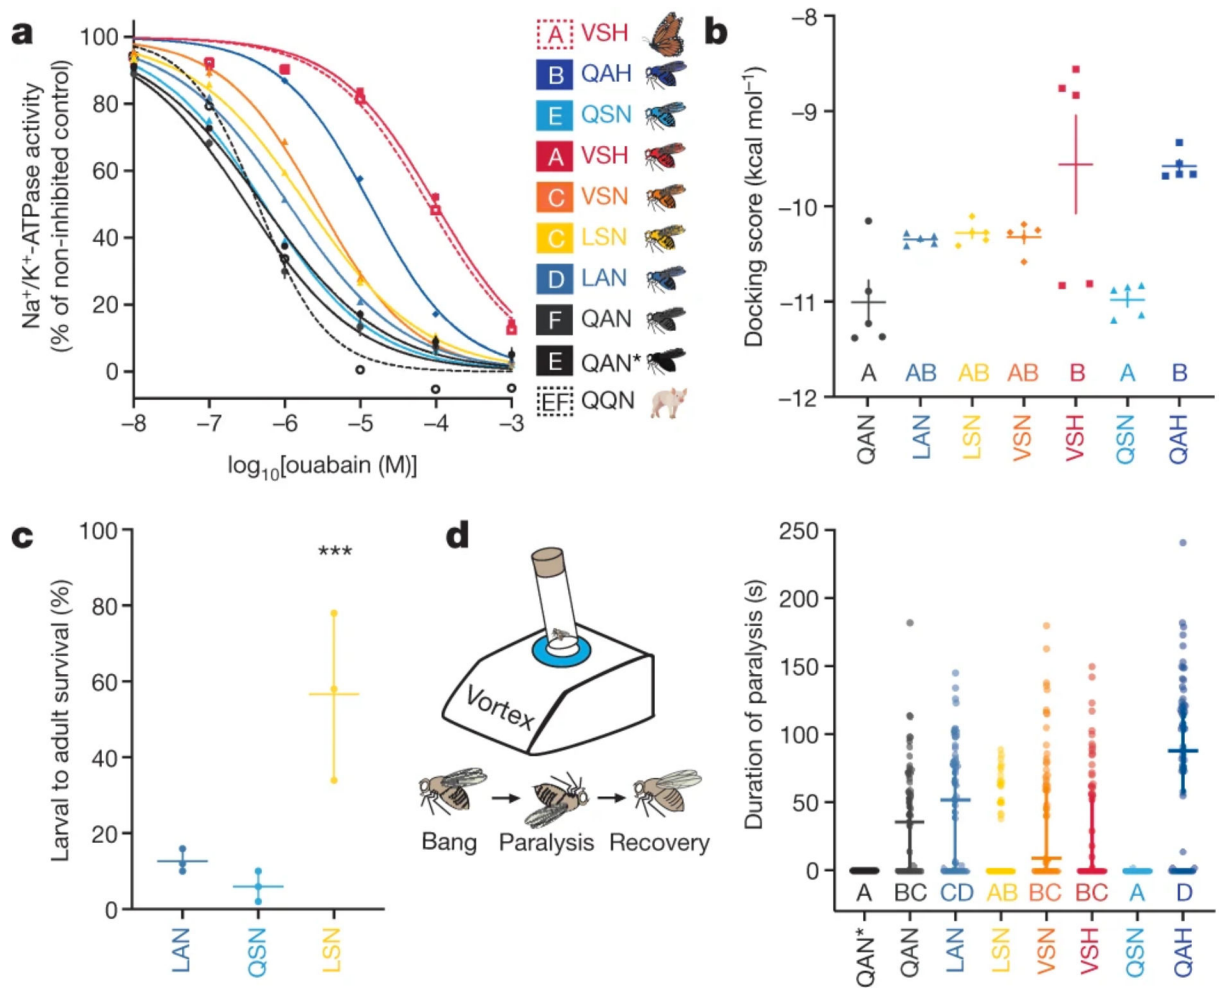 a
Na⁺/K⁺-ATPase activity
(% of non-inhibited control)
100
80
60
40
20
0
−8
−7
−6
−5
−4
−3
log₁₀[ouabain (M)]
A VSH
B QAH
E QSN
A VSH
C VSN
C LSN
D LAN
F QAN
E QAN*
EF QQN
b
Docking score (kcal mol⁻¹)
−8
−9
−10
−11
−12
A AB AB AB B A B
QAN
LAN
LSN
VSN
VSH
QSN
QAH
c
Larval to adult survival (%)
100
80
60
40
20
0
***
LAN
QSN
LSN
d
Vortex
Bang Paralysis Recovery
Duration of paralysis (s)
250
200
150
100
50
0
A BC CD AB BC BC A D
QAN*
QAN
LAN
LSN
VSN
VSH
QSN
QAH